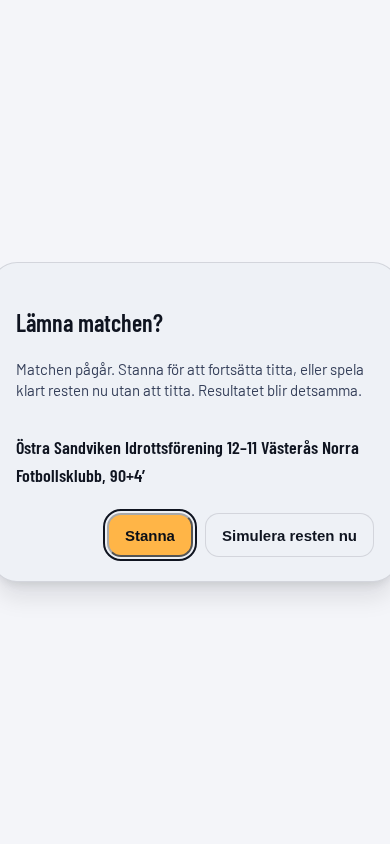 Lämna matchen?
Matchen pågår. Stanna för att fortsätta titta, eller spela
klart resten nu utan att titta. Resultatet blir detsamma.
Östra Sandviken Idrottsförening 12–11 Västerås Norra
Fotbollsklubb, 90+4’
Stanna
Simulera resten nu